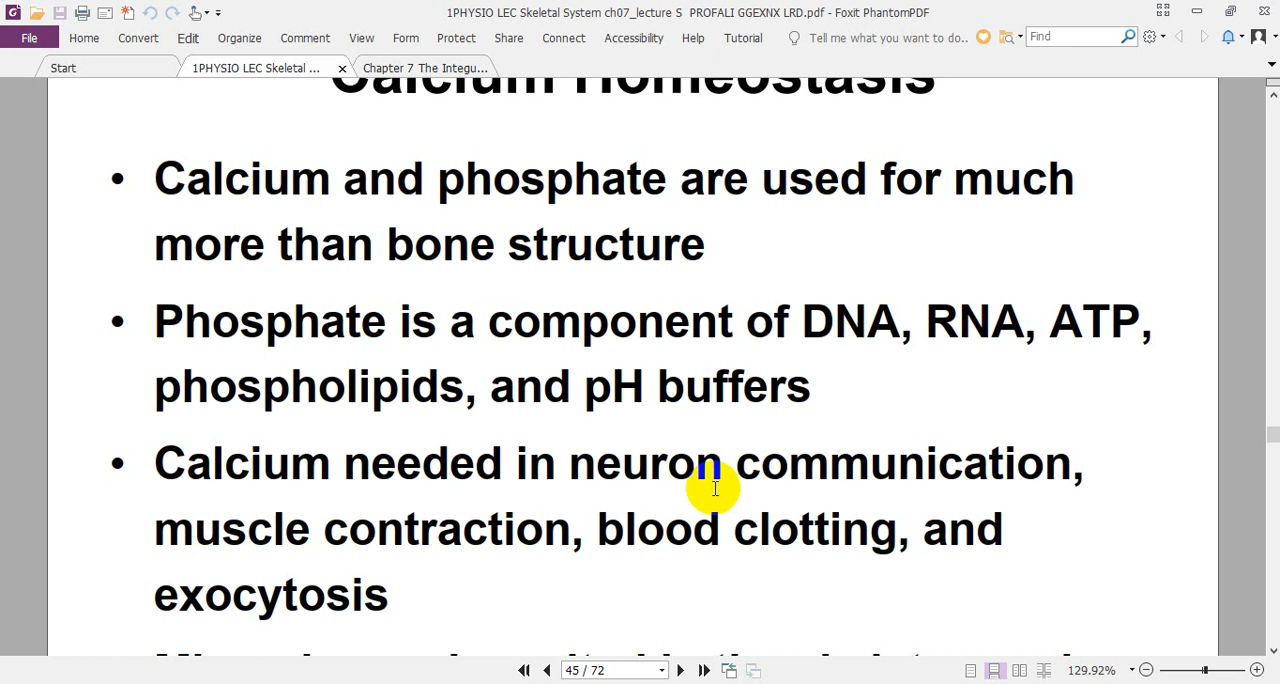 1PHYSIO LEC Skeletal System ch07_lecture S PROFALIGGEXNX LRD.pdf - Foxit PhantomPDF
File Home Convert Edit Organize Comment View Form Protect Share Connect Accessibility Help Tutorial Tell me what you want to do.. Find
Start 1PHYSIO LEC Skeletal ... Chapter 7 The Integu...
Calcium Homeostasis
• Calcium and phosphate are used for much
more than bone structure
• Phosphate is a component of DNA, RNA, ATP,
phospholipids, and pH buffers
• Calcium needed in neuron communication,
muscle contraction, blood clotting, and
exocytosis
45 / 72 129.92%